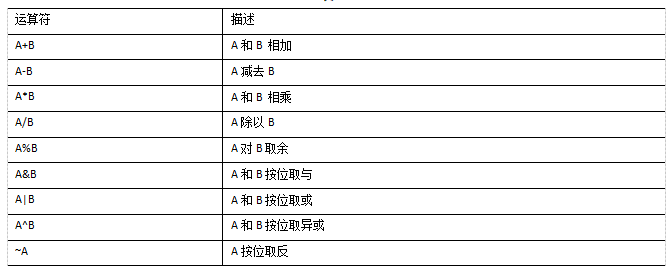 运算符 描述
A+B A 和 B 相加
A-B A 减去 B
A*B A 和 B 相乘
A/B A 除以 B
A%B A 对 B 取余
A&B A 和 B 按位取与
A|B A 和 B 按位取或
A^B A 和 B 按位取异或
~A A 按位取反